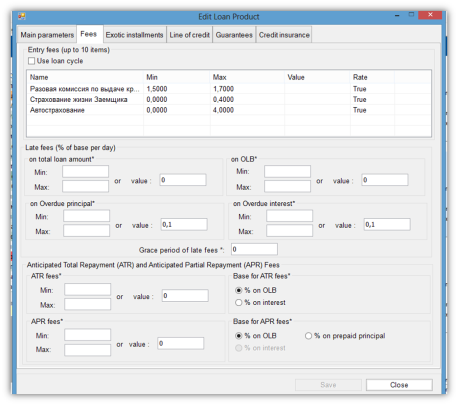 Edit Loan Product
Main parameters Fees Exotic installments Line of credit Guarantees Credit insurance
Entry fees (up to 10 items)
Use loan cycle
Name Min Max Value Rate
Разовая комиссия по выдаче кр... 1,5000 1,7000 True
Страхование жизни Заемщика 0,0000 0,4000 True
Автострахование 0,0000 4,0000 True
Late fees (% of base per day)
on total loan amount* on OLB*
Min: Min:
or value : 0 or value : 0
Max: Max:
on Overdue principal* on Overdue interest*
Min: Min:
or value : 0,1 or value : 0,1
Max: Max:
Grace period of late fees *: 0
Anticipated Total Repayment (ATR) and Anticipated Partial Repayment (APR) Fees
ATR fees* Base for ATR fees*
Min: % on OLB
or value : 0
Max: % on interest
APR fees* Base for APR fees*
Min: % on OLB % on prepaid principal
or value : 0
Max: % on interest
Save Close